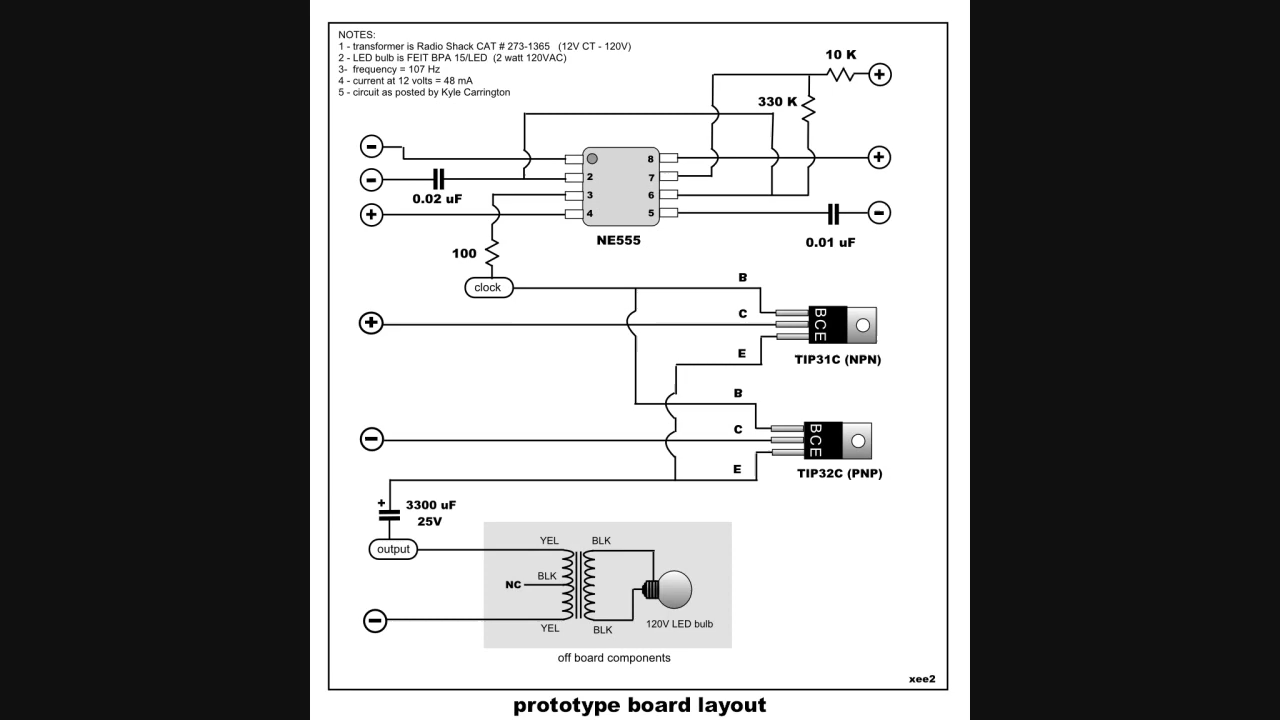 NOTES:
1 - transformer is Radio Shack CAT # 273-1365 (12V CT - 120V)
2 - LED bulb is FEIT BPA 15/LED (2 watt 120VAC)
3- frequency = 107 Hz
4 - current at 12 volts = 48 mA
5 - circuit as posted by Kyle Carrington
10 K
+
330 K
-
8
+
-
2
7
0.02 uF
3
6
+
4
5
-
NE555
0.01 uF
100
clock
B
C
E
+
B C E
TIP31C (NPN)
B
C
E
-
B C E
TIP32C (PNP)
+
3300 uF
25V
output
YEL
BLK
NC
BLK
-
YEL
BLK
120V LED bulb
off board components
xee2
prototype board layout